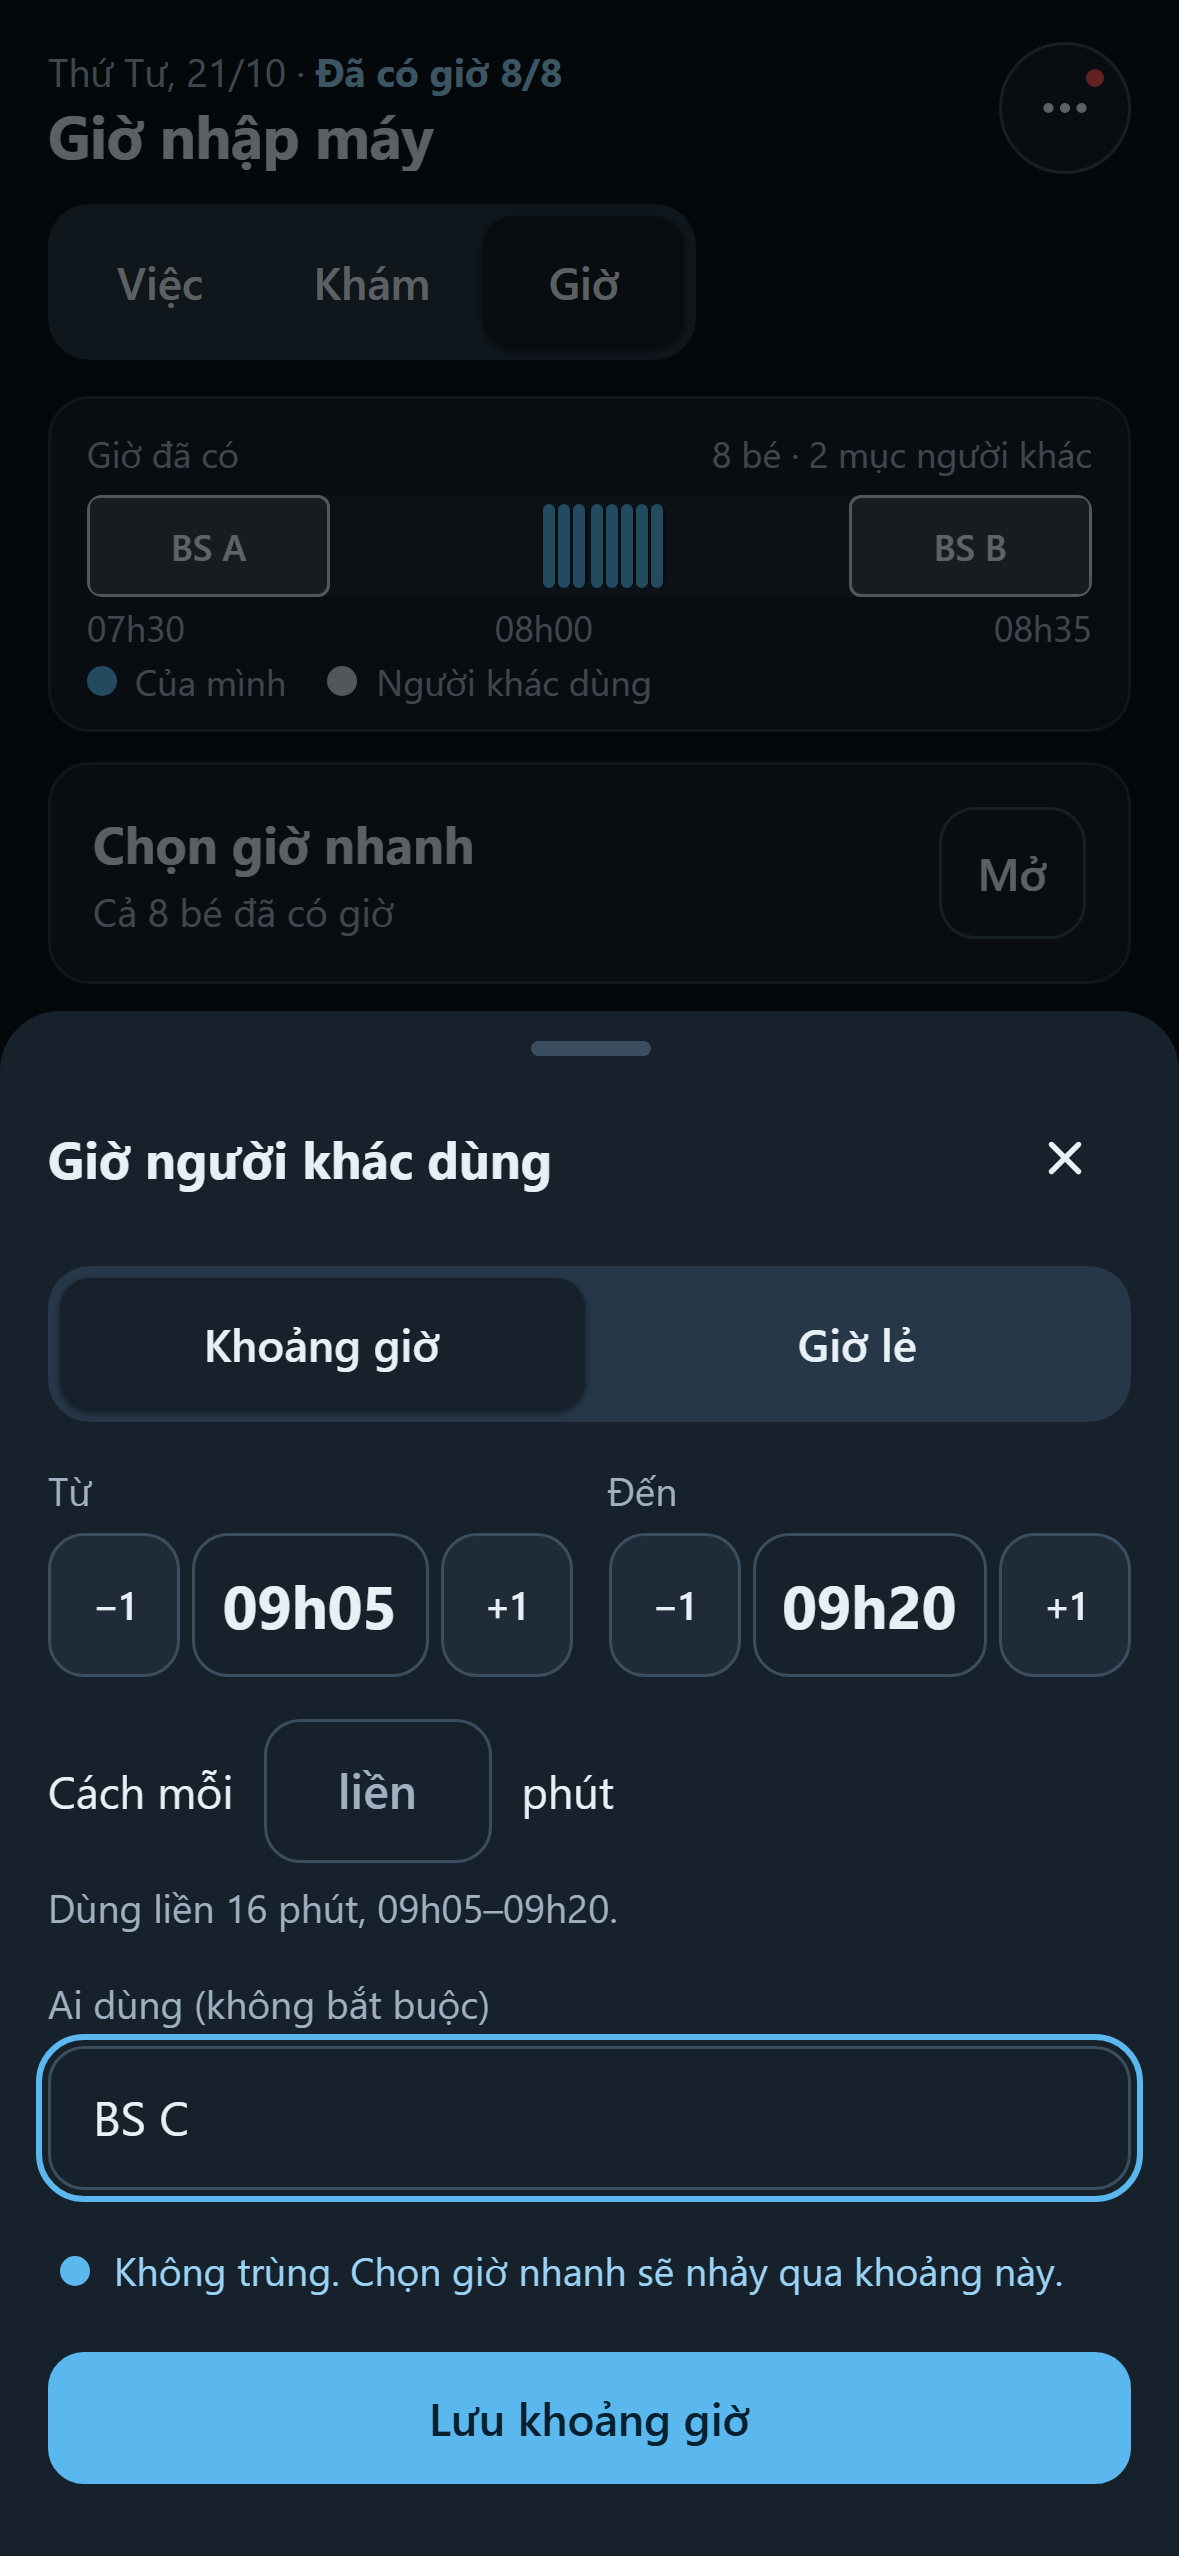 Thứ Tư, 21/10 · Đã có giờ 8/8
Giờ nhập máy
Việc
Khám
Giờ
Giờ đã có
8 bé · 2 mục người khác
BS A
BS B
07h30
08h00
08h35
Của mình
Người khác dùng
Chọn giờ nhanh
Cả 8 bé đã có giờ
Mở
Giờ người khác dùng
Khoảng giờ
Giờ lẻ
Từ
Đến
−1
09h05
+1
−1
09h20
+1
Cách mỗi
liền
phút
Dùng liền 16 phút, 09h05–09h20.
Ai dùng (không bắt buộc)
BS C
Không trùng. Chọn giờ nhanh sẽ nhảy qua khoảng này.
Lưu khoảng giờ